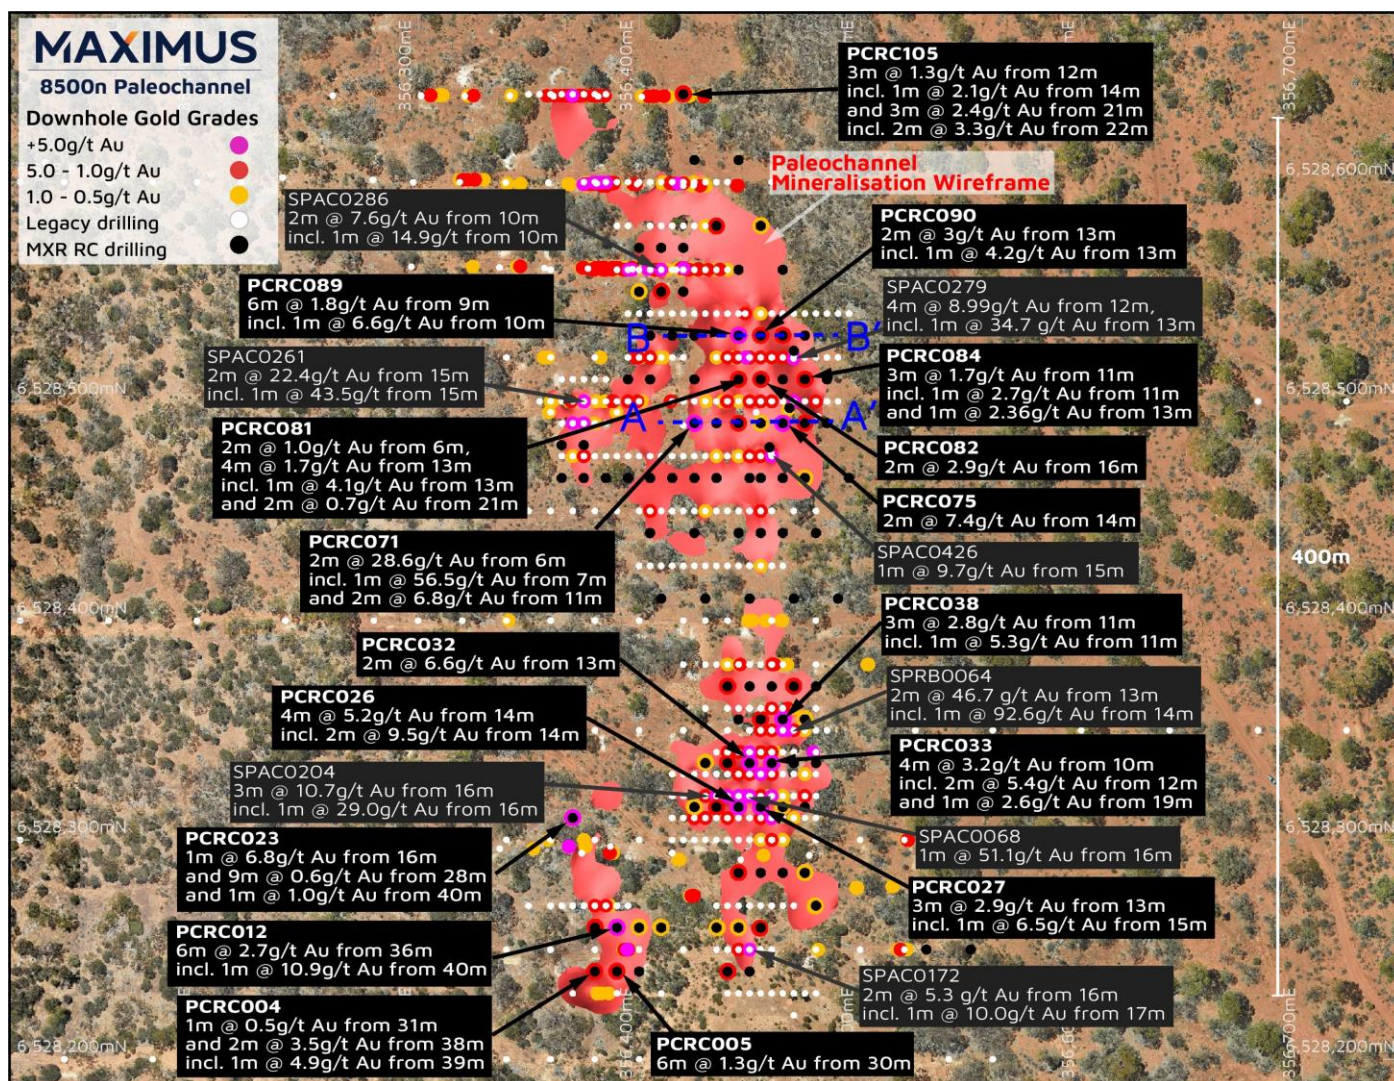 MAXIMUS
8500n Paleochannel
Downhole Gold Grades
+5.0g/t Au
5.0 - 1.0g/t Au
1.0 - 0.5g/t Au
Legacy drilling
MXR RC drilling
356,300mE
356,400mE
356,700mE
PCRC105
3m @ 1.3g/t Au from 12m
incl. 1m @ 2.1g/t Au from 14m
and 3m @ 2.4g/t Au from 21m
incl. 2m @ 3.3g/t Au from 22m
6,528,600mN
Paleochannel
Mineralisation Wireframe
SPAC0286
2m @ 7.6g/t Au from 10m
incl. 1m @ 14.9g/t from 10m
PCRC090
2m @ 3g/t Au from 13m
incl. 1m @ 4.2g/t Au from 13m
PCRC089
6m @ 1.8g/t Au from 9m
incl. 1m @ 6.6g/t Au from 10m
SPAC0279
4m @ 8.99g/t Au from 12m,
incl. 1m @ 34.7 g/t Au from 13m
B
B'
SPAC0261
2m @ 22.4g/t Au from 15m
incl. 1m @ 43.5g/t from 15m
PCRC084
3m @ 1.7g/t Au from 11m
incl. 1m @ 2.7g/t Au from 11m
and 1m @ 2.36g/t Au from 13m
6,528,500mN
6,528,500mN
A
A'
PCRC081
2m @ 1.0g/t Au from 6m,
4m @ 1.7g/t Au from 13m
incl. 1m @ 4.1g/t Au from 13m
and 2m @ 0.7g/t Au from 21m
PCRC082
2m @ 2.9g/t Au from 16m
PCRC075
2m @ 7.4g/t Au from 14m
PCRC071
2m @ 28.6g/t Au from 6m
incl. 1m @ 56.5g/t Au from 7m
and 2m @ 6.8g/t Au from 11m
SPAC0426
1m @ 9.7g/t Au from 15m
400m
6,528,400mN
6,528,400mN
PCRC038
3m @ 2.8g/t Au from 11m
incl. 1m @ 5.3g/t Au from 11m
PCRC032
2m @ 6.6g/t Au from 13m
SPRB0064
2m @ 46.7 g/t Au from 13m
incl. 1m @ 92.6g/t Au from 14m
PCRC026
4m @ 5.2g/t Au from 14m
incl. 2m @ 9.5g/t Au from 14m
PCRC033
4m @ 3.2g/t Au from 10m
incl. 2m @ 5.4g/t Au from 12m
and 1m @ 2.6g/t Au from 19m
SPAC0204
3m @ 10.7g/t Au from 16m
incl. 1m @ 29.0g/t Au from 16m
6,528,300mN
6,528,300mN
SPAC0068
1m @ 51.1g/t Au from 16m
PCRC023
1m @ 6.8g/t Au from 16m
and 9m @ 0.6g/t Au from 28m
and 1m @ 1.0g/t Au from 40m
PCRC027
3m @ 2.9g/t Au from 13m
incl. 1m @ 6.5g/t Au from 15m
PCRC012
6m @ 2.7g/t Au from 36m
incl. 1m @ 10.9g/t Au from 40m
SPAC0172
2m @ 5.3 g/t Au from 16m
incl. 1m @ 10.0g/t Au from 17m
PCRC004
1m @ 0.5g/t Au from 31m
and 2m @ 3.5g/t Au from 38m
incl. 1m @ 4.9g/t Au from 39m
PCRC005
6m @ 1.3g/t Au from 30m
6,528,200mN
6,528,200mN
356,400mE
356,700mE